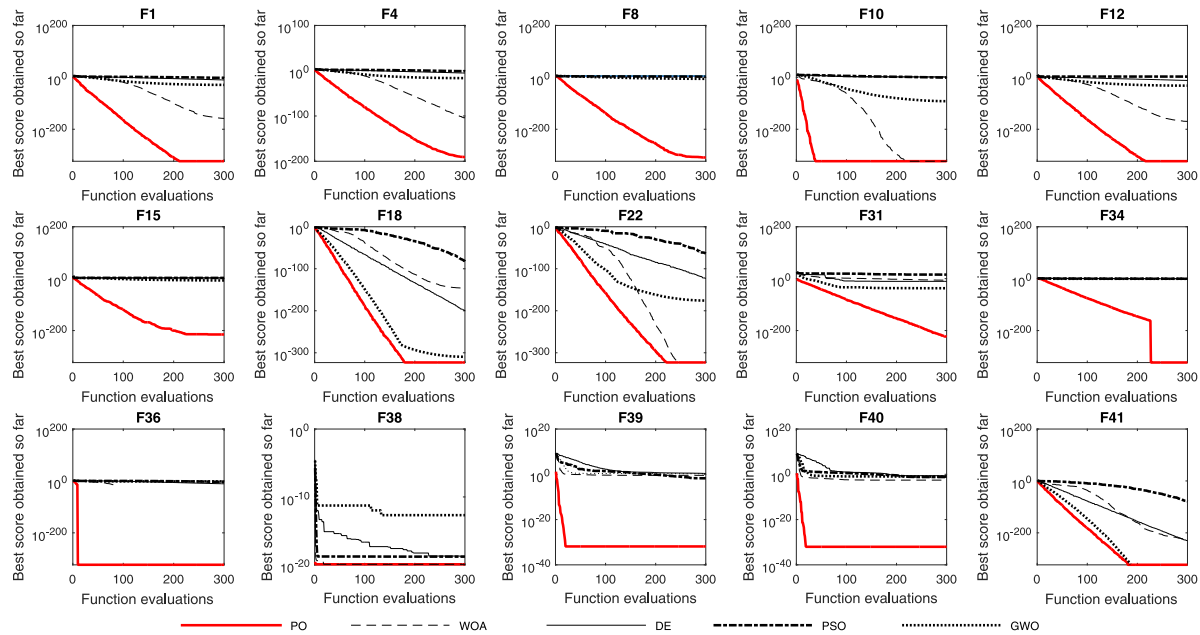 F1 F4 F8 F10 F12
Best score obtained so far Best score obtained so far Best score obtained so far Best score obtained so far Best score obtained so far
10^200 10^100 10^200 10^200 10^200
10^0 10^0 10^0 10^0 10^0
10^-200 10^-100 10^-200 10^-200 10^-200
10^-200
0 100 200 300 0 100 200 300 0 100 200 300 0 100 200 300 0 100 200 300
Function evaluations Function evaluations Function evaluations Function evaluations Function evaluations
F15 F18 F22 F31 F34
Best score obtained so far Best score obtained so far Best score obtained so far Best score obtained so far Best score obtained so far
10^200 10^0 10^0 10^200 10^200
10^0 10^-100 10^-100 10^0 10^0
10^-200 10^-200 10^-200 10^-200 10^-200
10^-300 10^-300
0 100 200 300 0 100 200 300 0 100 200 300 0 100 200 300 0 100 200 300
Function evaluations Function evaluations Function evaluations Function evaluations Function evaluations
F36 F38 F39 F40 F41
Best score obtained so far Best score obtained so far Best score obtained so far Best score obtained so far Best score obtained so far
10^200 10^0 10^20 10^20 10^200
10^0 10^-10 10^0 10^0 10^0
10^-200 10^-20 10^-20 10^-20 10^-200
10^-40 10^-40
0 100 200 300 0 100 200 300 0 100 200 300 0 100 200 300 0 100 200 300
Function evaluations Function evaluations Function evaluations Function evaluations Function evaluations
PO WOA DE PSO GWO